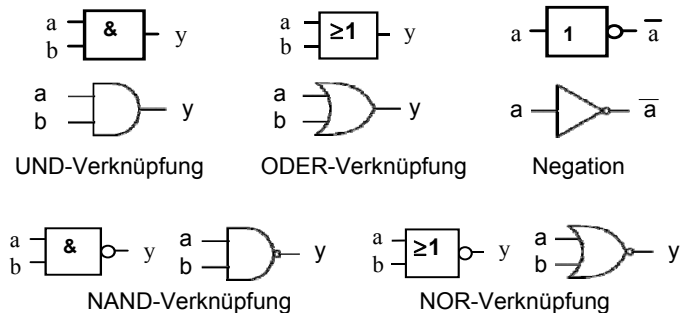 a & y
b
a ≥1 y
b
a 1 a̅
a y
b
a y
b
a a̅
UND-Verknüpfung ODER-Verknüpfung Negation
a & y
b
a y
b
a ≥1 y
b
a y
b
NAND-Verknüpfung NOR-Verknüpfung